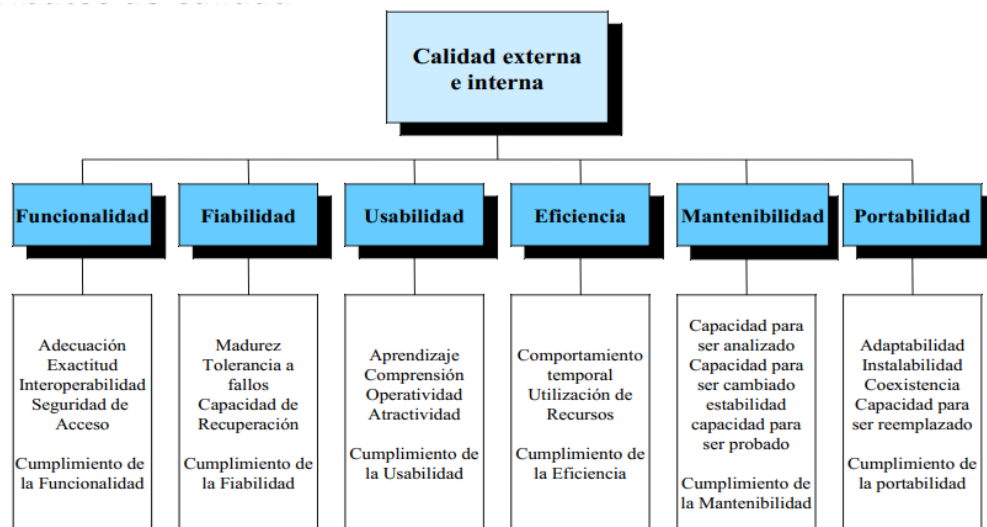 Calidad externa
e interna
Funcionalidad
Fiabilidad
Usabilidad
Eficiencia
Mantenibilidad
Portabilidad
Adecuación
Exactitud
Interoperabilidad
Seguridad de
Acceso
Cumplimiento de
la Funcionalidad
Madurez
Tolerancia a
fallos
Capacidad de
Recuperación
Cumplimiento de
la Fiabilidad
Aprendizaje
Comprensión
Operatividad
Atractividad
Cumplimiento de
la Usabilidad
Comportamiento
temporal
Utilización de
Recursos
Cumplimiento de
la Eficiencia
Capacidad para
ser analizado
Capacidad para
ser cambiado
estabilidad
capacidad para
ser probado
Cumplimiento de
la Mantenibilidad
Adaptabilidad
Instalabilidad
Coexistencia
Capacidad para
ser reemplazado
Cumplimiento de
la portabilidad